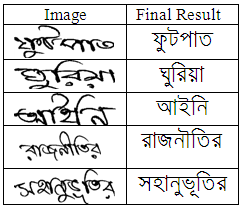 Image Final Result
ফুটপাত ফুটপাত
ঘুরিয়া ঘুরিয়া
আইনি আইনি
রাজনীতির রাজনীতির
সহানুভূতির সহানুভূতির